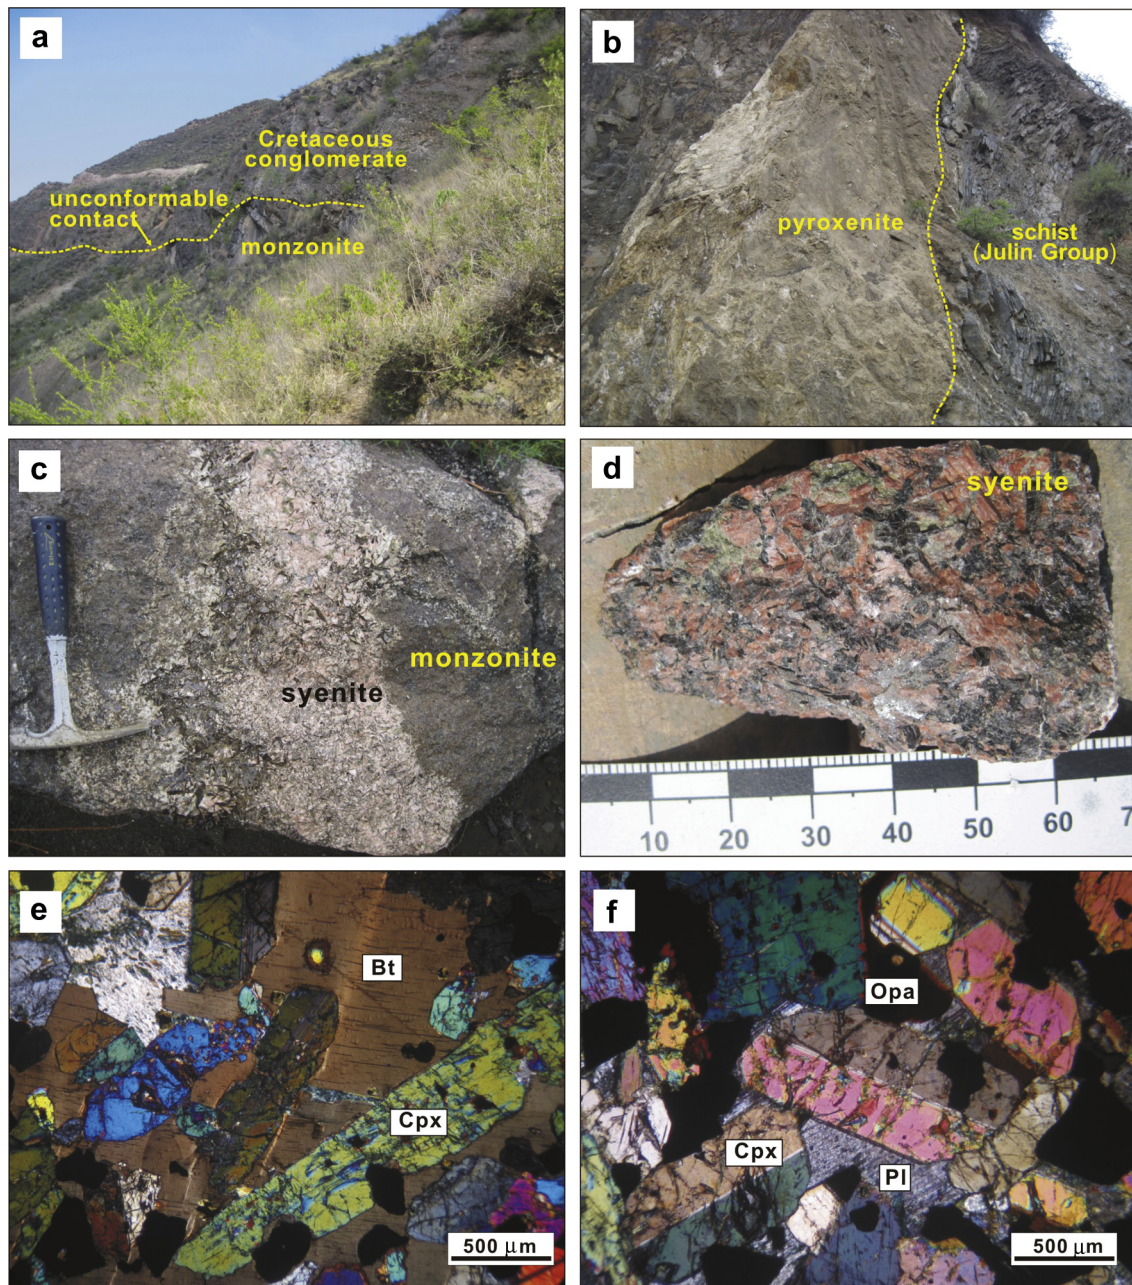 a
Cretaceous
conglomerate
unconformable
contact
monzonite
b
pyroxenite
schist
(Julin Group)
c
monzonite
syenite
d
syenite
10 20 30 40 50 60
e
Bt
Cpx
500 μm
f
Opa
Cpx
Pl
500 μm